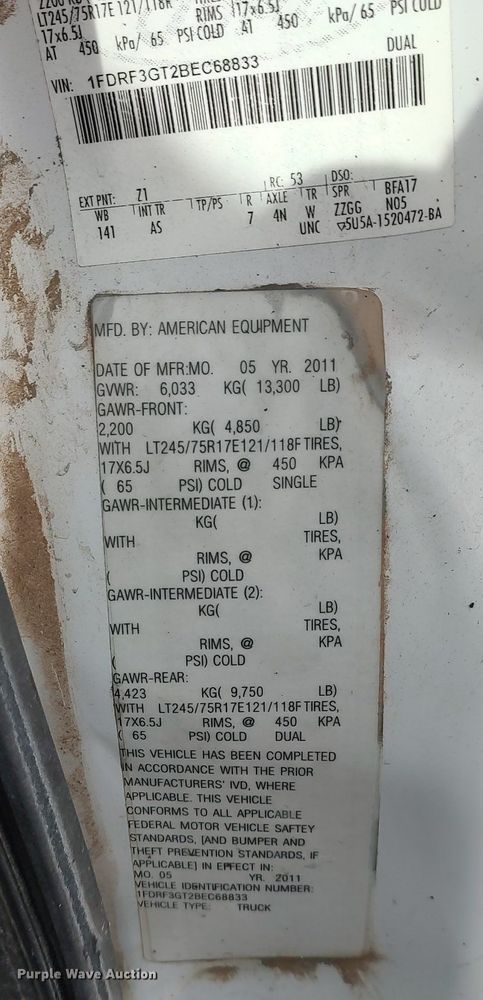 LT245/75R17E 121/118R RIMS 17x6.5J
17x6.5J
AT 450 kPa/ 65 PSI COLD AT 450 kPa/ 65 PSI COLD
DUAL
VIN: 1FDRF3GT2BEC68833
EXT PNT: Z1 RC: 53 DSO:
WB INT TR TP/PS R AXLE TR SPR BFA17
141 AS 7 4N W ZZGG N05
UNC 5U5A-1520472-BA
MFD. BY: AMERICAN EQUIPMENT
DATE OF MFR:MO. 05 YR. 2011
GVWR: 6,033 KG( 13,300 LB)
GAWR-FRONT:
2,200 KG( 4,850 LB)
WITH LT245/75R17E121/118F TIRES,
17X6.5J RIMS, @ 450 KPA
( 65 PSI) COLD SINGLE
GAWR-INTERMEDIATE (1):
KG( LB)
WITH TIRES,
RIMS, @ KPA
( PSI) COLD
GAWR-INTERMEDIATE (2):
KG( LB)
WITH TIRES,
RIMS, @ KPA
( PSI) COLD
GAWR-REAR:
4,423 KG( 9,750 LB)
WITH LT245/75R17E121/118F TIRES,
17X6.5J RIMS, @ 450 KPA
( 65 PSI) COLD DUAL
THIS VEHICLE HAS BEEN COMPLETED
IN ACCORDANCE WITH THE PRIOR
MANUFACTURERS' IVD, WHERE
APPLICABLE. THIS VEHICLE
CONFORMS TO ALL APPLICABLE
FEDERAL MOTOR VEHICLE SAFTEY
STANDARDS, [AND BUMPER AND
THEFT PREVENTION STANDARDS, IF
APPLICABLE] IN EFFECT IN:
MO. 05 YR. 2011
VEHICLE IDENTIFICATION NUMBER:
1FDRF3GT2BEC68833
VEHICLE TYPE: TRUCK
Purple Wave Auction